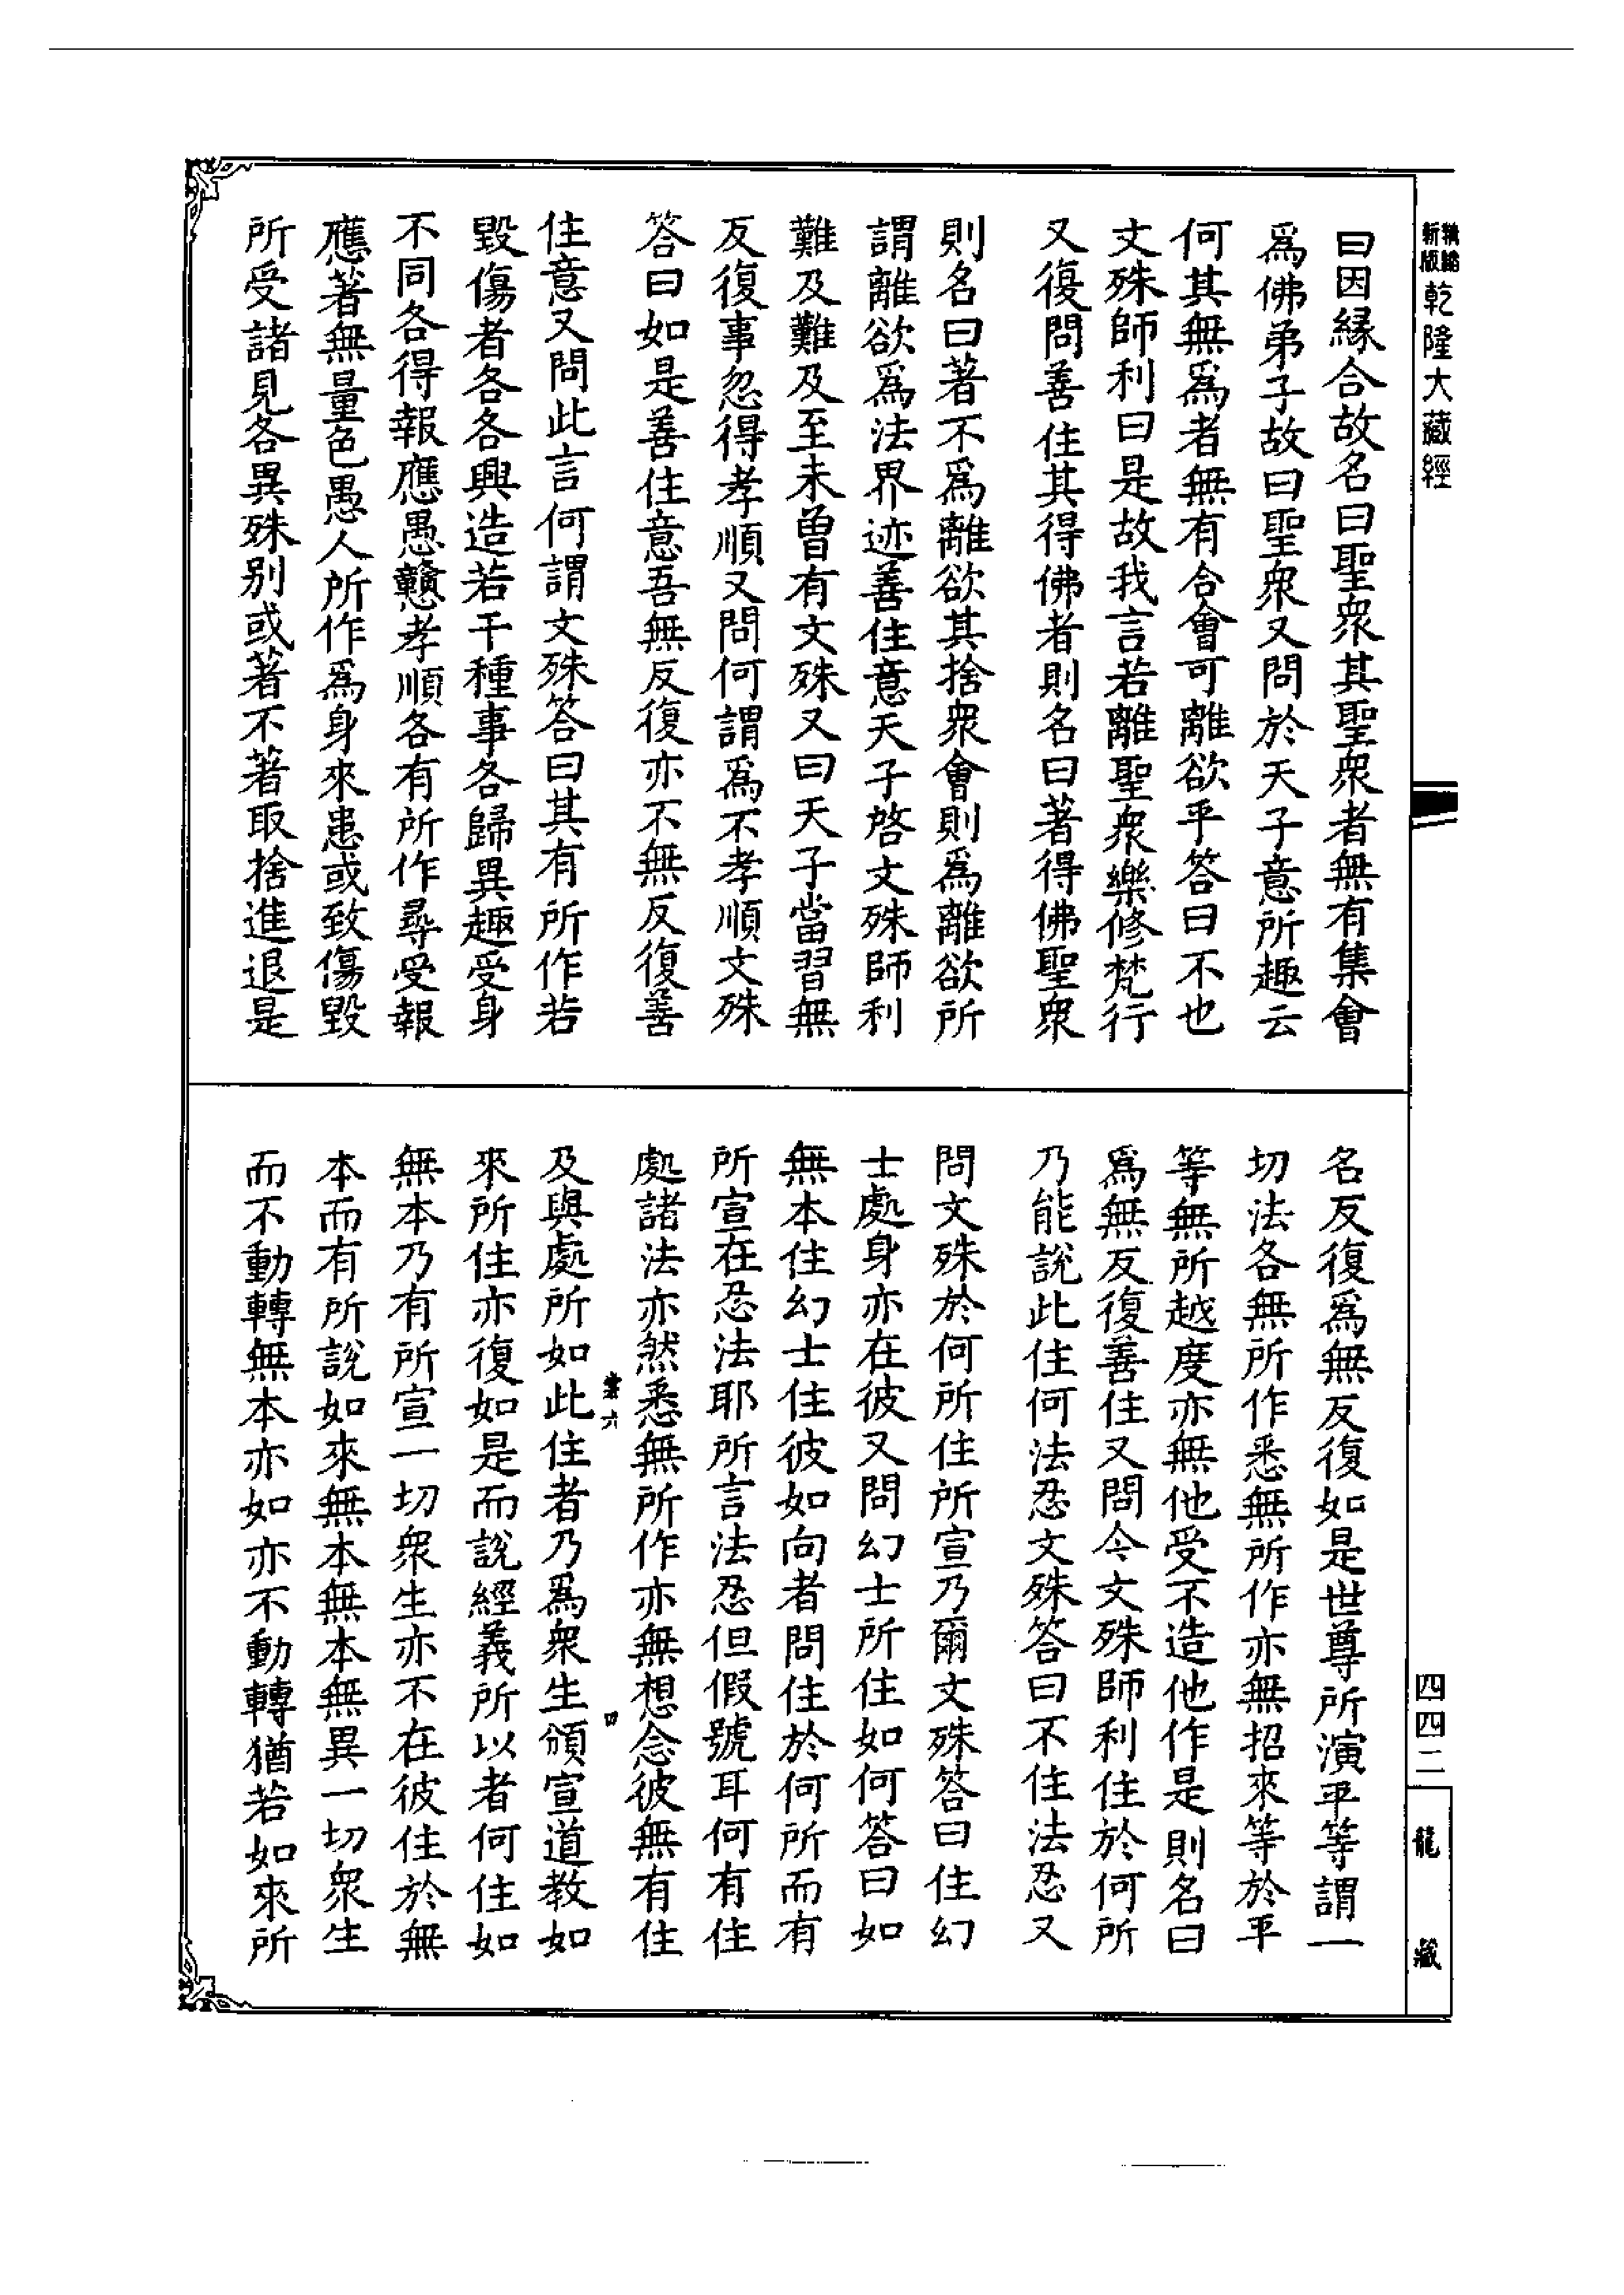 新版精縮乾隆大藏經
曰因緣合故名曰聖衆其聖衆者無有集會
爲佛弟子故曰聖衆又問於天子意所趣云
何其無爲者無有合會可離欲乎答曰不也
文殊師利曰是故我言若離聖衆樂修梵行
又復問善住其得佛者則名曰著得佛聖衆
則名曰著不爲離欲其捨衆會則爲離欲所
謂離欲爲法界迹善住意天子啓文殊師利
難及難及至未曾有文殊又曰天子當習無
反復事忽得孝順又問何謂爲不孝順文殊
答曰如是善住意吾無反復亦不無反復善
住意又問此言何謂文殊答曰其有所作若
毀傷者各各興造若干種事各歸異趣受身
不同各得報應愚戇孝順各有所作尋受報
應著無量色愚人所作爲身來患或致傷毀
所受諸見各異殊别或著不著取捨進退是
名反復爲無反復如是世尊所演平等謂一
切法各無所作悉無所作亦無招來等於平
等無所越度亦無他受不造他作是則名曰
爲無反復善住又問今文殊師利住於何所
乃能說此住何法忍文殊答曰不住法忍又
問文殊於何所住所宣乃爾文殊答曰住幻
士處身亦在彼又問幻士所住如何答曰如
無本住幻士住彼如向者問住於何所而有
所宣在忍法耶所言法忍但假號耳何有住
處諸法亦然悉無所作亦無想念彼無有住
及與處所如此住者乃爲衆生頒宣道教如
來所住亦復如是而說經義所以者何住如
無本乃有所宣一切衆生亦不在彼住於無
本而有所說如來無本無本無異一切衆生
而不動轉無本亦如亦不動轉猶若如來所
六
四
四四二
龍藏